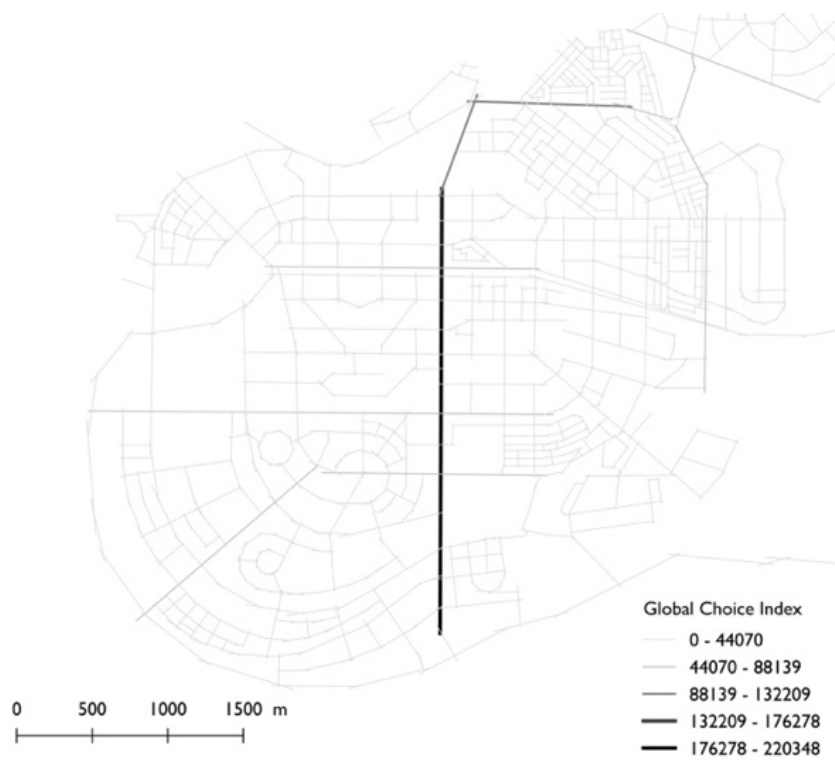 Global Choice Index
0 - 44070
44070 - 88139
88139 - 132209
132209 - 176278
176278 - 220348
0 500 1000 1500 m